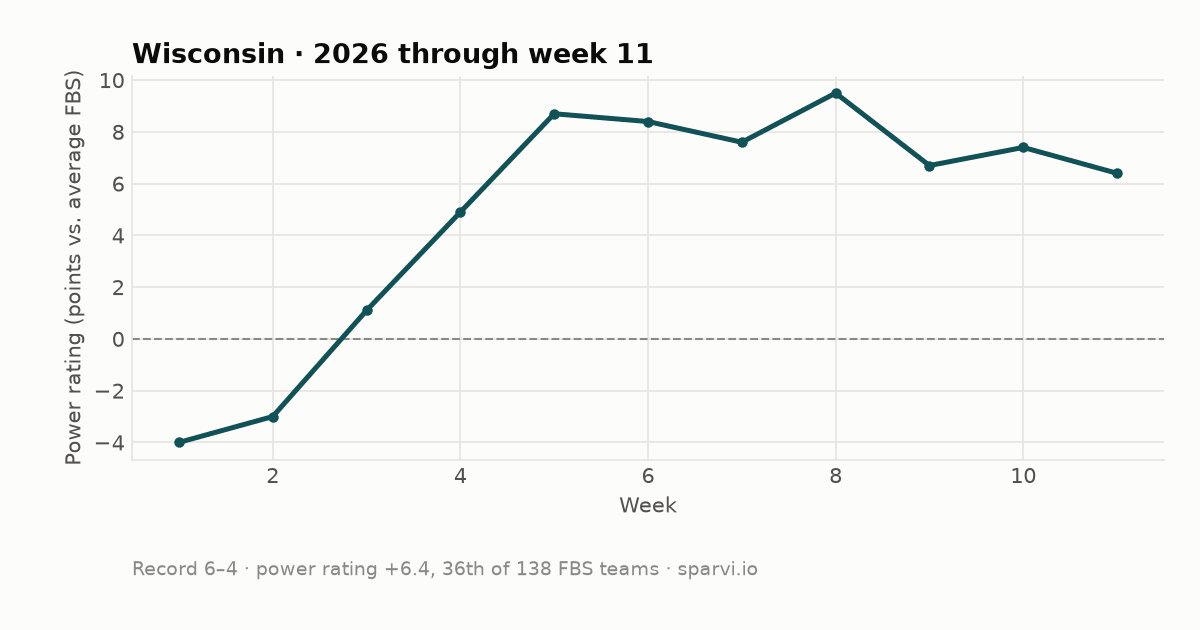 Wisconsin · 2026 through week 11
Power rating (points vs. average FBS)
10
8
6
4
2
0
−2
−4
2 4 6 8 10
Week
Record 6–4 · power rating +6.4, 36th of 138 FBS teams · sparvi.io